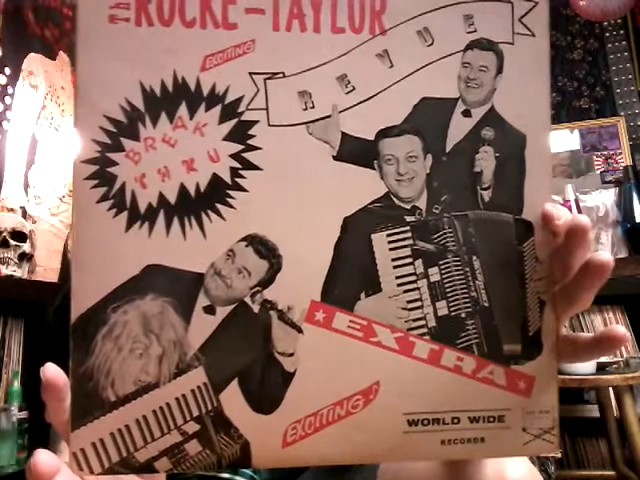 The ROCKE-TAYLOR
EXCITING
REVUE
BREAK
THRU
EXTRA
EXCITING
WORLD WIDE
RECORDS